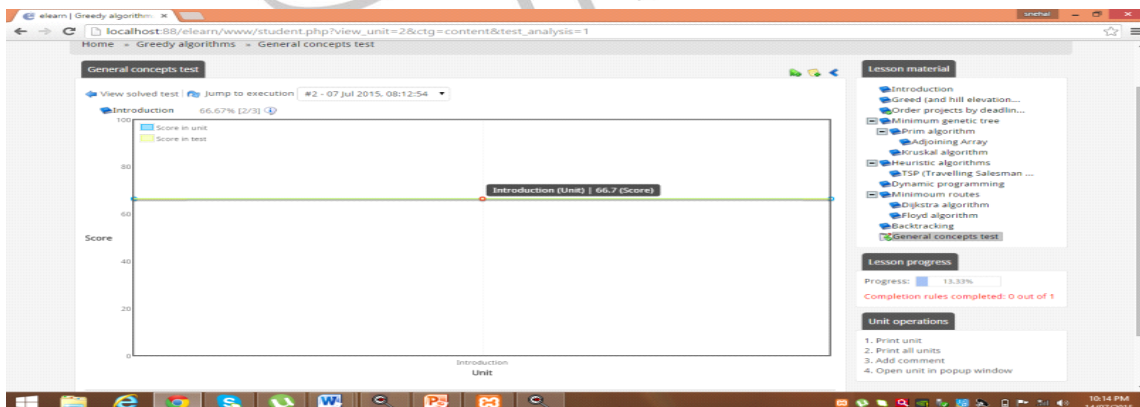 elearn | Greedy algorithm
snehal
localhost:88/elearn/www/student.php?view_unit=2&ctg=content&test_analysis=1
Home » Greedy algorithms » General concepts test
General concepts test
View solved test Jump to execution #2 - 07 Jul 2015, 08:12:54
Introduction 66.67% [2/3]
100
Score in unit
Score in test
80
Introduction (Unit) | 66.7 (Score)
60
Score
40
20
0
Introduction
Unit
Lesson material
Introduction
Greed (and hill elevation...
Order projects by deadlin...
Minimum genetic tree
Prim algorithm
Adjoining Array
Kruskal algorithm
Heuristic algorithms
TSP (Travelling Salesman ...
Dynamic programming
Minimoum routes
Dijkstra algorithm
Floyd algorithm
Backtracking
General concepts test
Lesson progress
Progress: 13.33%
Completion rules completed: 0 out of 1
Unit operations
1. Print unit
2. Print all units
3. Add comment
4. Open unit in popup window
10:14 PM